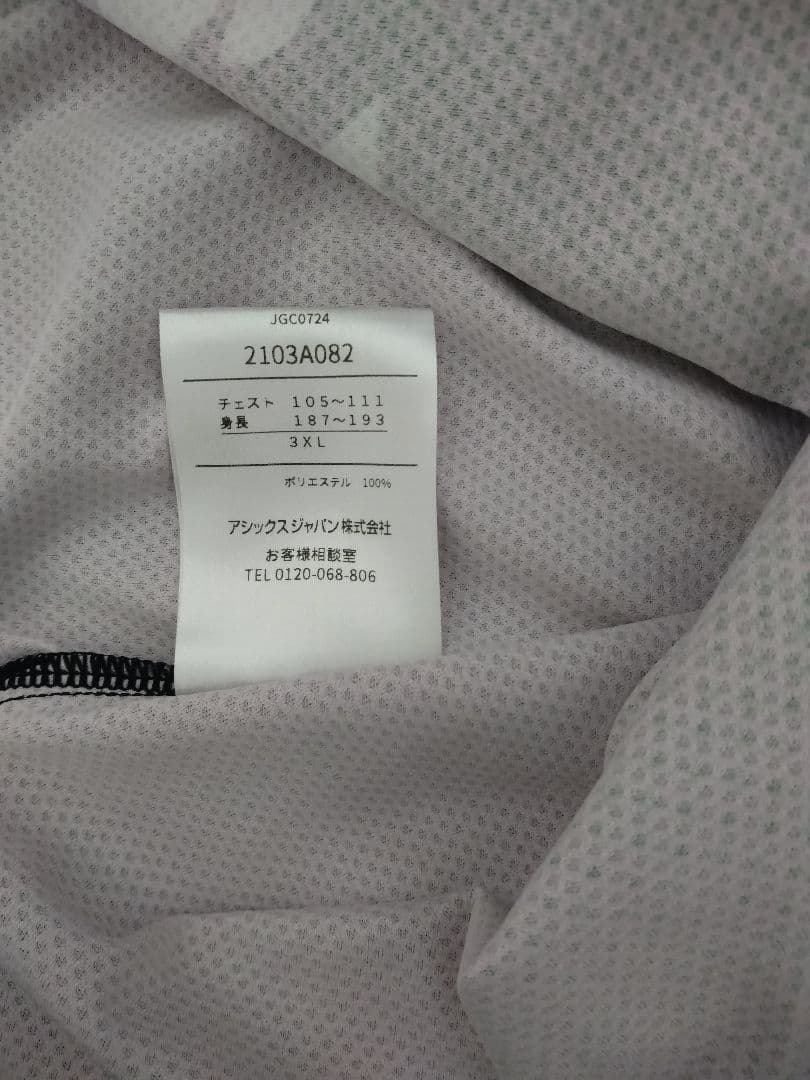 JGC0724
2103A082
チェスト 105～111
身長 187～193
3XL
ポリエステル 100%
アシックスジャパン株式会社
お客様相談室
TEL 0120-068-806